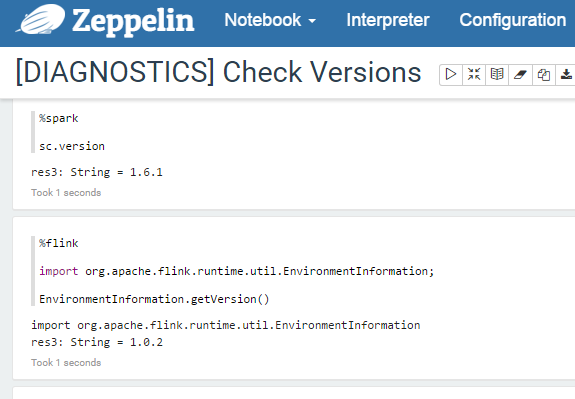 Zeppelin Notebook Interpreter Configuration
[DIAGNOSTICS] Check Versions
%spark
sc.version
res3: String = 1.6.1
Took 1 seconds
%flink
import org.apache.flink.runtime.util.EnvironmentInformation;
EnvironmentInformation.getVersion()
import org.apache.flink.runtime.util.EnvironmentInformation
res3: String = 1.0.2
Took 1 seconds